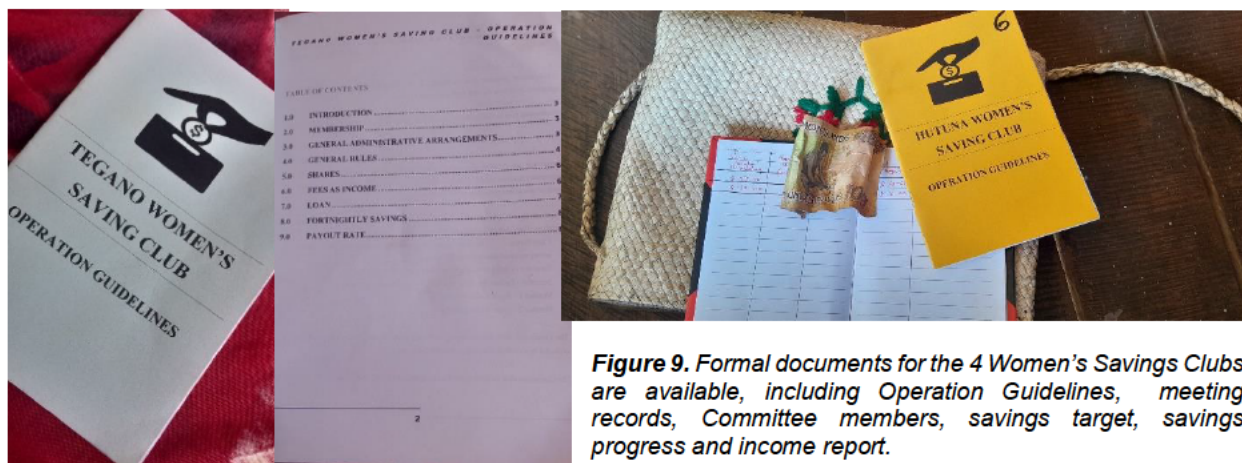 TEGANO WOMEN'S
SAVING CLUB
OPERATION GUIDELINES
TEGANO WOMEN'S SAVING CLUB - OPERATION
GUIDELINES
TABLE OF CONTENTS
1.0 INTRODUCTION
2.0 MEMBERSHIP
3.0 GENERAL ADMINISTRATIVE ARRANGEMENTS
4.0 GENERAL RULES
5.0 SHARES
6.0 FEES AS INCOME
7.0 LOAN
8.0 FORTNIGHTLY SAVINGS
9.0 PAYOUT RATE
2
6
HUTUNA WOMEN'S
SAVING CLUB
OPERATION GUIDELINES
Figure 9. Formal documents for the 4 Women's Savings Clubs
are available, including Operation Guidelines, meeting
records, Committee members, savings target, savings
progress and income report.